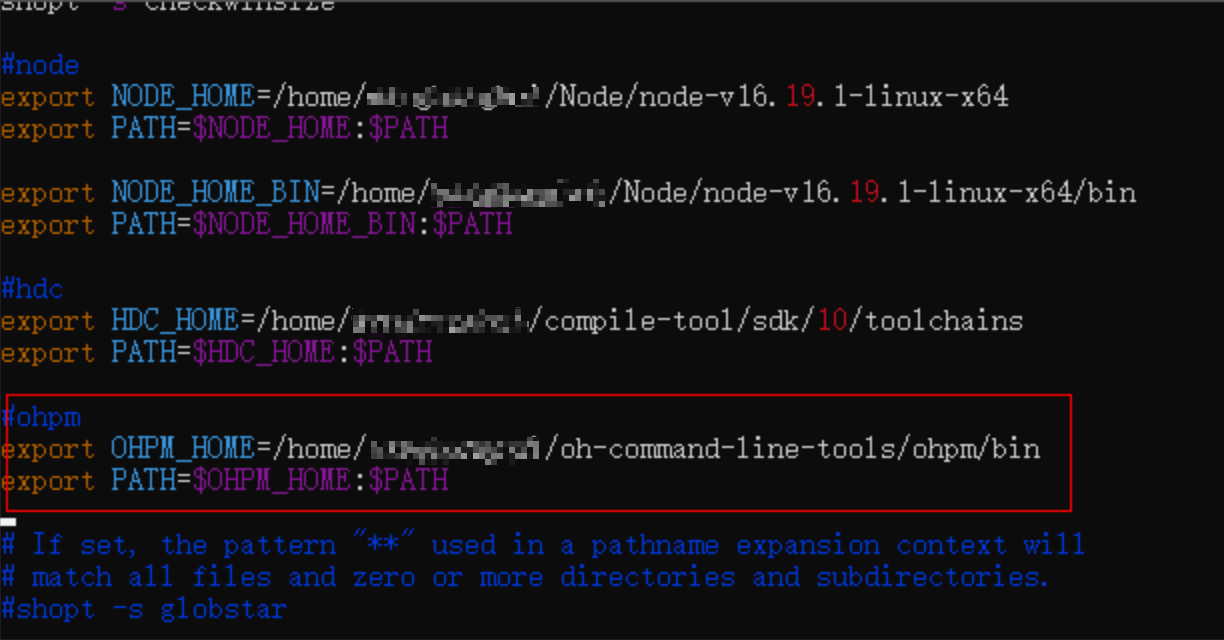 shopt -s checkwinsize
#node
export NODE_HOME=/home/ /Node/node-v16.19.1-linux-x64
export PATH=$NODE_HOME:$PATH
export NODE_HOME_BIN=/home/ /Node/node-v16.19.1-linux-x64/bin
export PATH=$NODE_HOME_BIN:$PATH
#hdc
export HDC_HOME=/home/ /compile-tool/sdk/10/toolchains
export PATH=$HDC_HOME:$PATH
#ohpm
export OHPM_HOME=/home/ /oh-command-line-tools/ohpm/bin
export PATH=$OHPM_HOME:$PATH
# If set, the pattern "**" used in a pathname expansion context will
# match all files and zero or more directories and subdirectories.
#shopt -s globstar